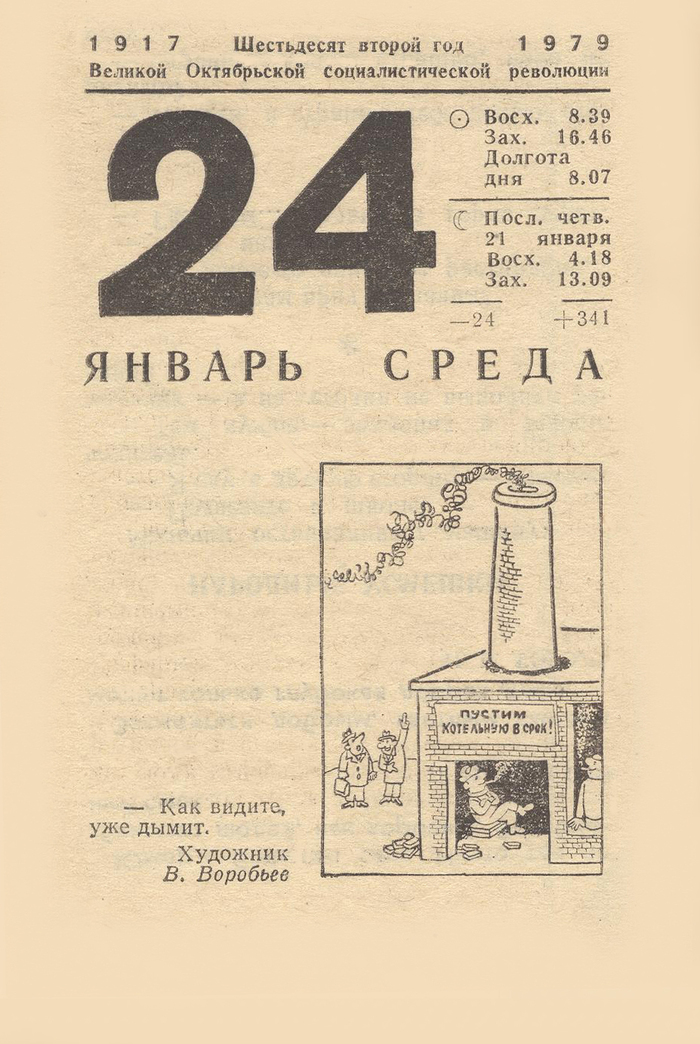 1917 Шестьдесят второй год 1979
Великой Октябрьской социалистической революции
24
Восх. 8.39
Зах. 16.46
Долгота
дня 8.07
Посл. четв.
21 января
Восх. 4.18
Зах. 13.09
—24 +341
ЯНВАРЬ СРЕДА
ПУСТИМ
КОТЕЛЬНУЮ В СРОК!
— Как видите,
уже дымит.
Художник
В. Воробьев